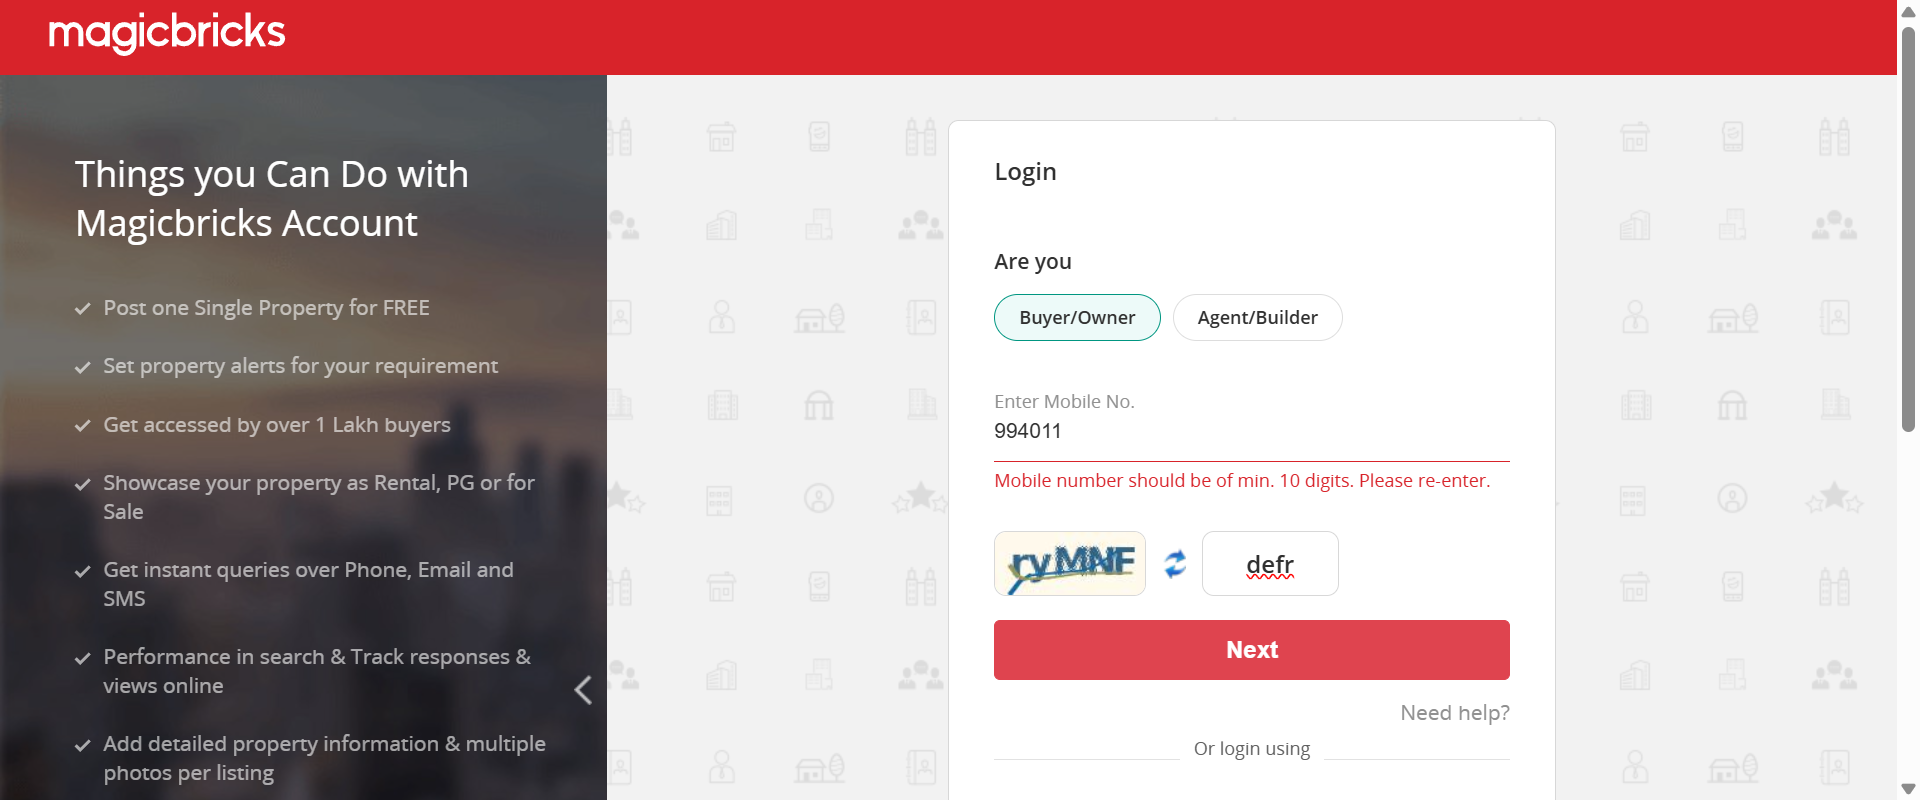 magicbricks
Things you Can Do with
Magicbricks Account
Post one Single Property for FREE
Set property alerts for your requirement
Get accessed by over 1 Lakh buyers
Showcase your property as Rental, PG or for
Sale
Get instant queries over Phone, Email and
SMS
Performance in search & Track responses &
views online
Add detailed property information & multiple
photos per listing
Login
Are you
Buyer/Owner Agent/Builder
Enter Mobile No.
994011
Mobile number should be of min. 10 digits. Please re-enter.
ryMNF defr
Next
Need help?
Or login using